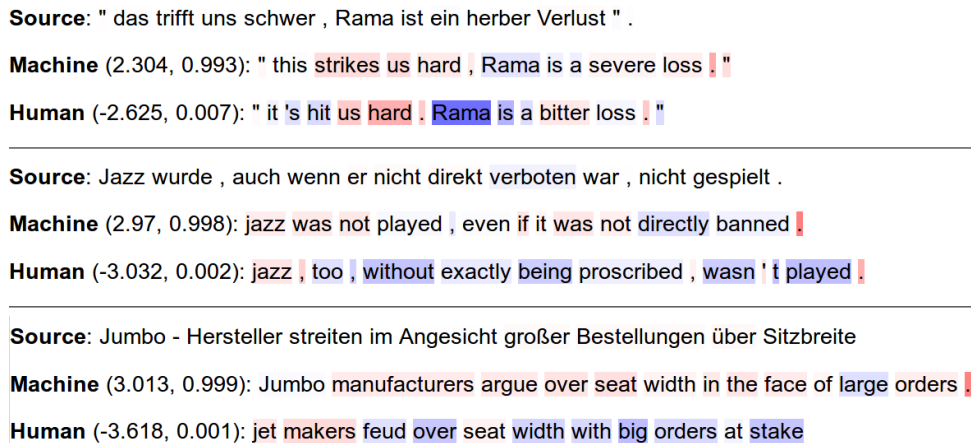 Source: " das trifft uns schwer , Rama ist ein herber Verlust " .
Machine (2.304, 0.993): " this strikes us hard , Rama is a severe loss . "
Human (-2.625, 0.007): " it 's hit us hard . Rama is a bitter loss . "
Source: Jazz wurde , auch wenn er nicht direkt verboten war , nicht gespielt .
Machine (2.97, 0.998): jazz was not played , even if it was not directly banned .
Human (-3.032, 0.002): jazz , too , without exactly being proscribed , wasn ' t played .
Source: Jumbo - Hersteller streiten im Angesicht großer Bestellungen über Sitzbreite
Machine (3.013, 0.999): Jumbo manufacturers argue over seat width in the face of large orders .
Human (-3.618, 0.001): jet makers feud over seat width with big orders at stake